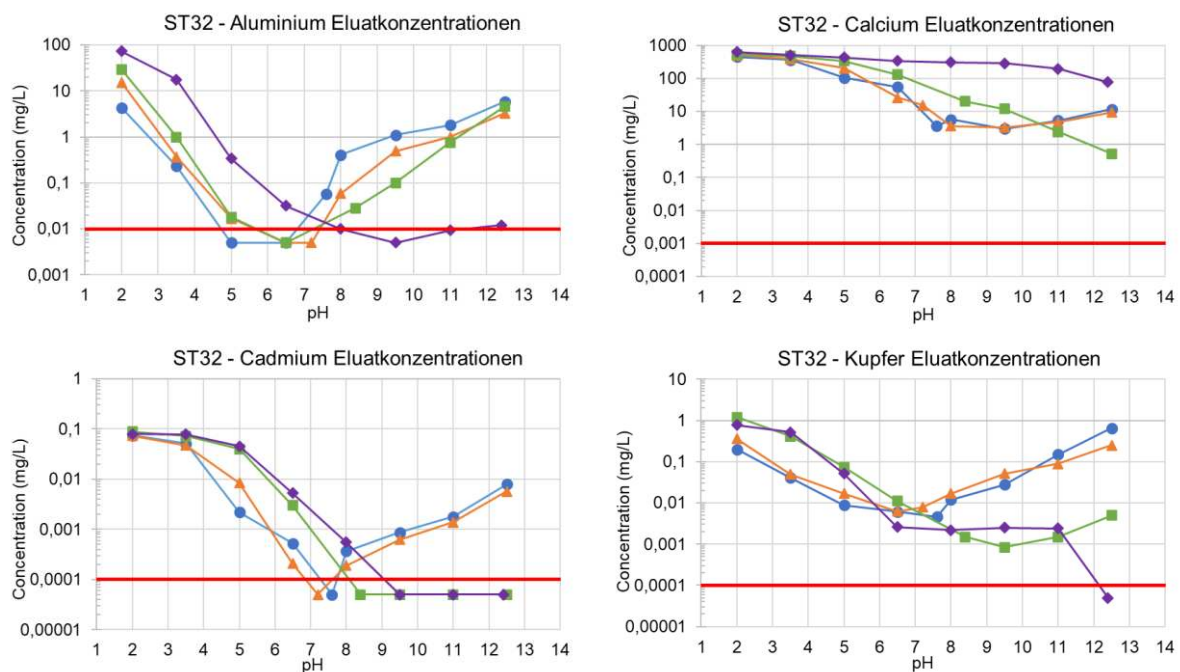 ST32 - Aluminium Eluatkonzentrationen
100
10
1
0,1
0,01
0,001
Concentration (mg/L)
1 2 3 4 5 6 7 8 9 10 11 12 13 14
pH
ST32 - Calcium Eluatkonzentrationen
1000
100
10
1
0,1
0,01
0,001
0,0001
Concentration (mg/L)
1 2 3 4 5 6 7 8 9 10 11 12 13 14
pH
ST32 - Cadmium Eluatkonzentrationen
1
0,1
0,01
0,001
0,0001
0,00001
Concentration (mg/L)
1 2 3 4 5 6 7 8 9 10 11 12 13 14
pH
ST32 - Kupfer Eluatkonzentrationen
10
1
0,1
0,01
0,001
0,0001
0,00001
Concentration (mg/L)
1 2 3 4 5 6 7 8 9 10 11 12 13 14
pH